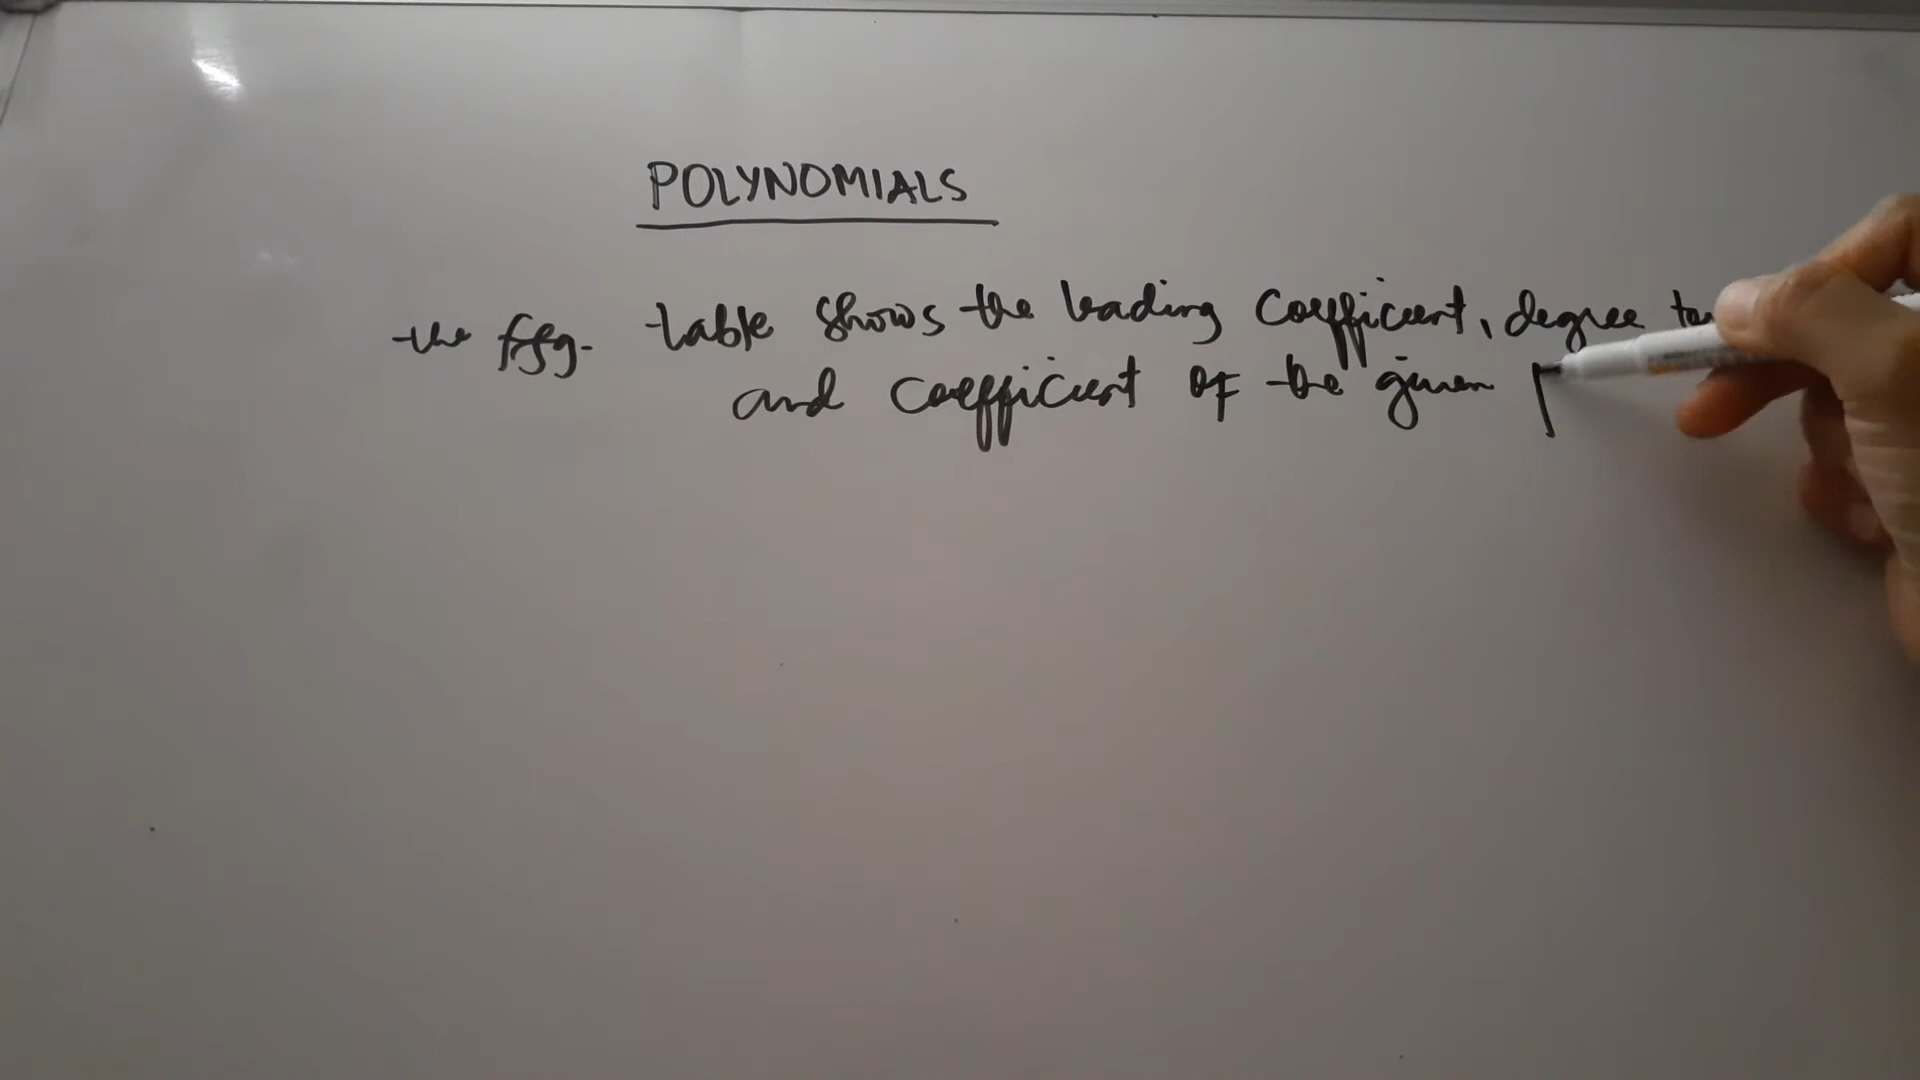 POLYNOMIALS
the ffg. table shows the leading coefficient, degree
and coefficient of the given